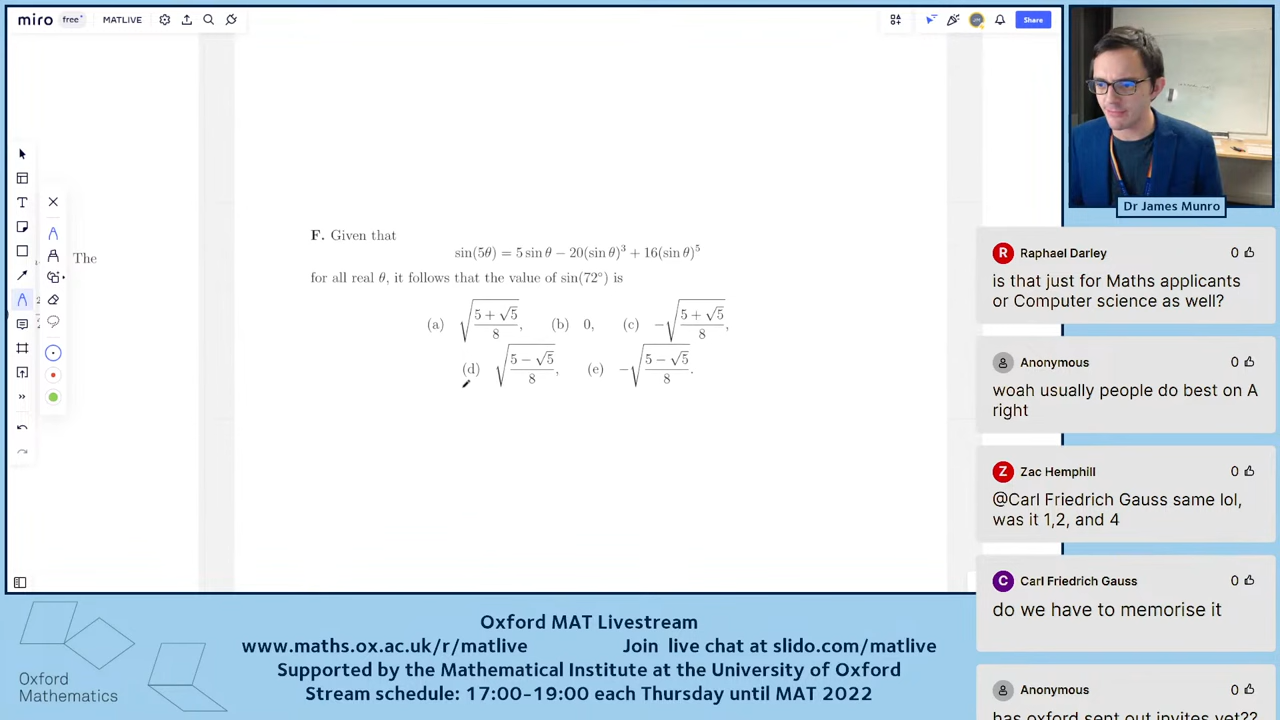 miro free MATLIVE Share
The
F. Given that
sin(5θ) = 5 sin θ − 20(sin θ)³ + 16(sin θ)⁵
for all real θ, it follows that the value of sin(72°) is
(a) √((5 + √5)/8), (b) 0, (c) −√((5 + √5)/8),
(d) √((5 − √5)/8), (e) −√((5 − √5)/8).
Dr James Munro
R Raphael Darley 0
is that just for Maths applicants
or Computer science as well?
Anonymous 0
woah usually people do best on A
right
Z Zac Hemphill 0
@Carl Friedrich Gauss same lol,
was it 1,2, and 4
C Carl Friedrich Gauss 0
do we have to memorise it
Anonymous 0
has oxford sent out invites yet??
Oxford
Mathematics
Oxford MAT Livestream
www.maths.ox.ac.uk/r/matlive Join live chat at slido.com/matlive
Supported by the Mathematical Institute at the University of Oxford
Stream schedule: 17:00-19:00 each Thursday until MAT 2022